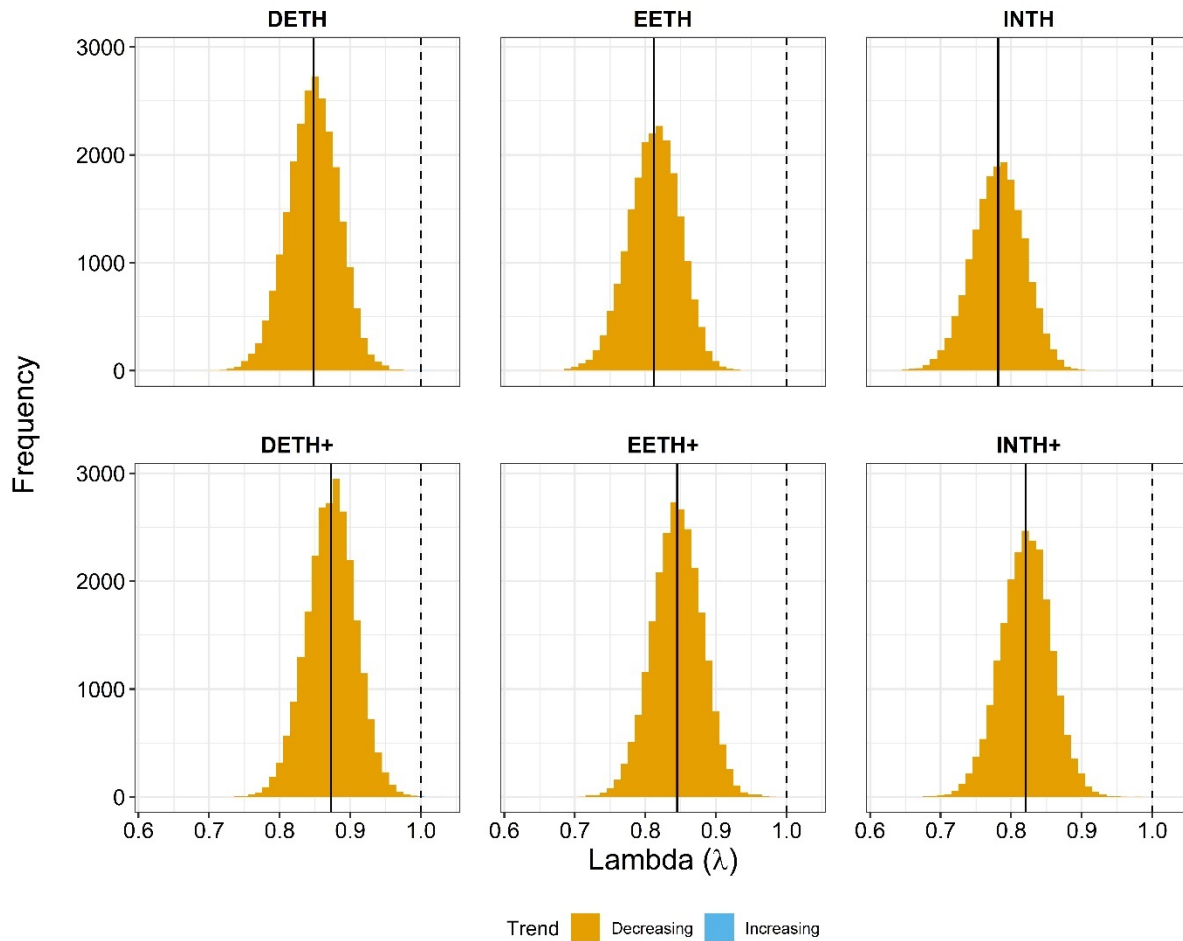 DETH EETH INTH
3000
2000
1000
0
Frequency
DETH+ EETH+ INTH+
3000
2000
1000
0
0.6 0.7 0.8 0.9 1.0 0.6 0.7 0.8 0.9 1.0 0.6 0.7 0.8 0.9 1.0
Lambda (λ)
Trend Decreasing Increasing